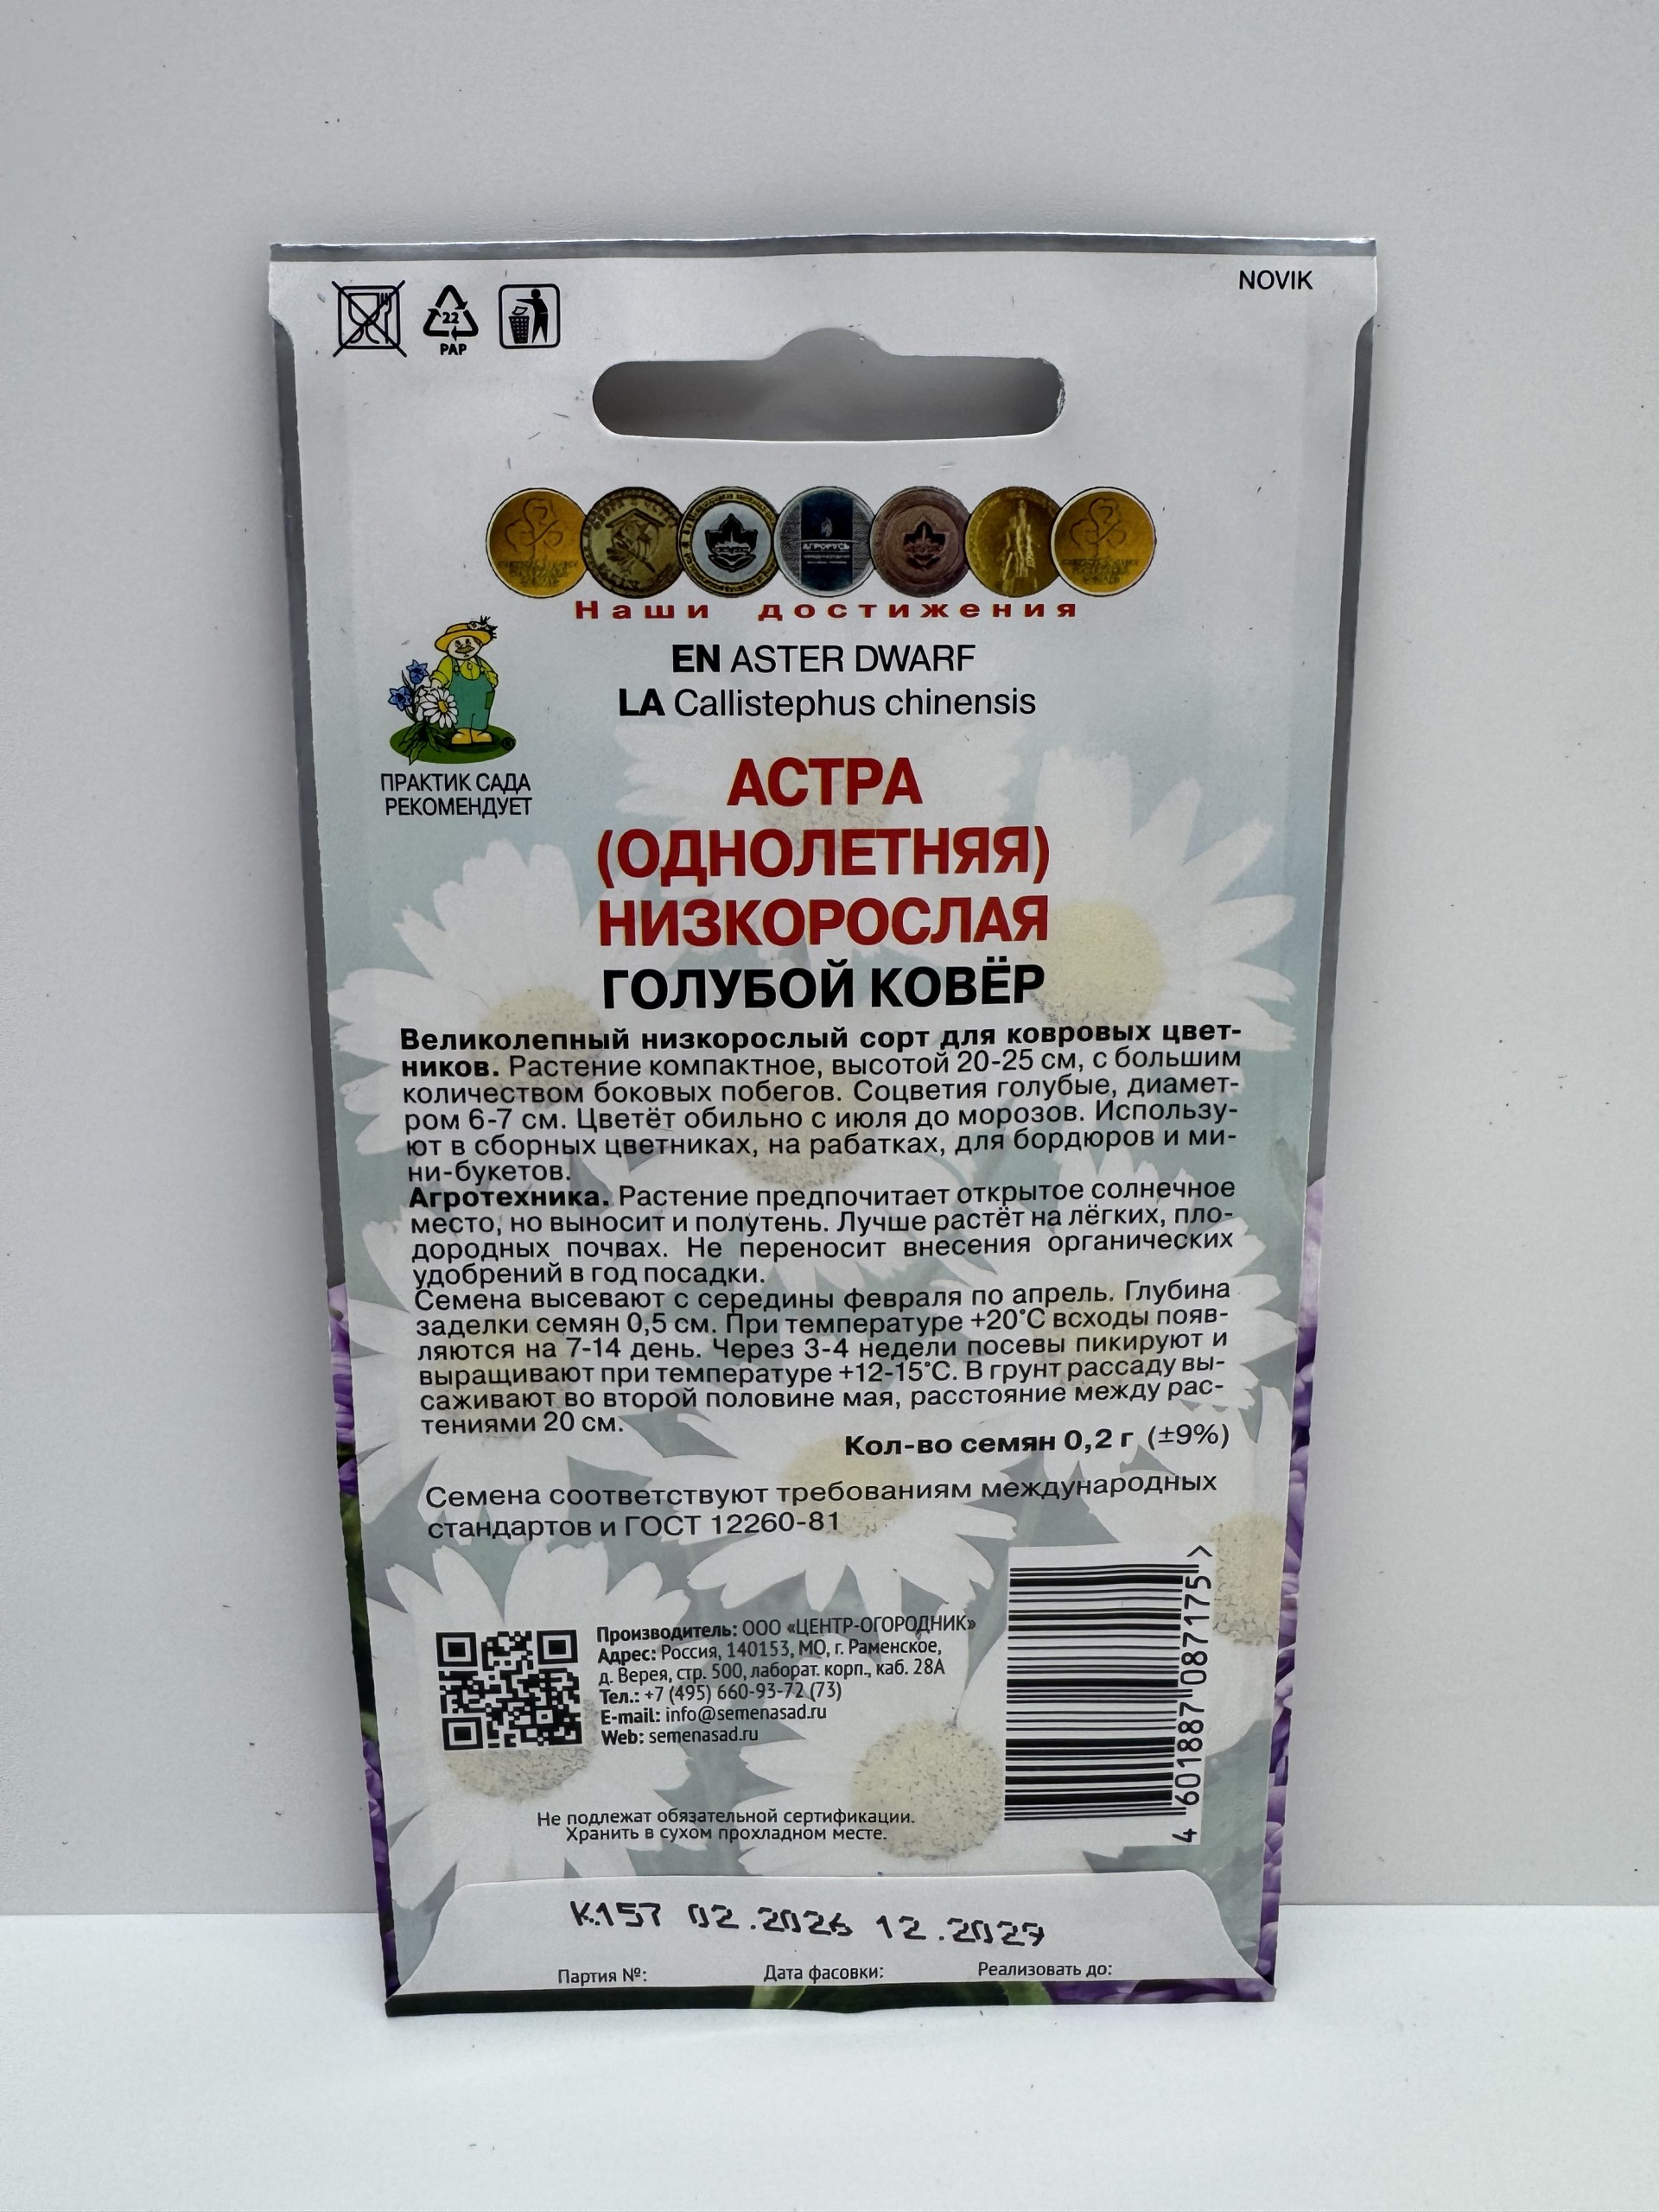 NOVIK
22
PAP
АГРОРУСЬ
Наши достижения
EN ASTER DWARF
LA Callistephus chinensis
ПРАКТИК САДА
РЕКОМЕНДУЕТ
АСТРА
(ОДНОЛЕТНЯЯ)
НИЗКОРОСЛАЯ
ГОЛУБОЙ КОВЁР
Великолепный низкорослый сорт для ковровых цвет-
ников. Растение компактное, высотой 20-25 см, с большим
количеством боковых побегов. Соцветия голубые, диамет-
ром 6-7 см. Цветёт обильно с июля до морозов. Использу-
ют в сборных цветниках, на рабатках, для бордюров и ми-
ни-букетов.
Агротехника. Растение предпочитает открытое солнечное
место, но выносит и полутень. Лучше растёт на лёгких, пло-
дородных почвах. Не переносит внесения органических
удобрений в год посадки.
Семена высевают с середины февраля по апрель. Глубина
заделки семян 0,5 см. При температуре +20°С всходы появ-
ляются на 7-14 день. Через 3-4 недели посевы пикируют и
выращивают при температуре +12-15°С. В грунт рассаду вы-
саживают во второй половине мая, расстояние между рас-
тениями 20 см.
Кол-во семян 0,2 г (±9%)
Семена соответствуют требованиям международных
стандартов и ГОСТ 12260-81
Производитель: ООО «ЦЕНТР-ОГОРОДНИК»
Адрес: Россия, 140153, МО, г. Раменское,
д. Верея, стр. 500, лаборат. корп., каб. 28А
Тел.: +7 (495) 660-93-72 (73)
E-mail: info@semenasad.ru
Web: semenasad.ru
4 601887 087175 >
Не подлежат обязательной сертификации.
Хранить в сухом прохладном месте.
К157 02.2026 12.2027
Партия №: Дата фасовки: Реализовать до: